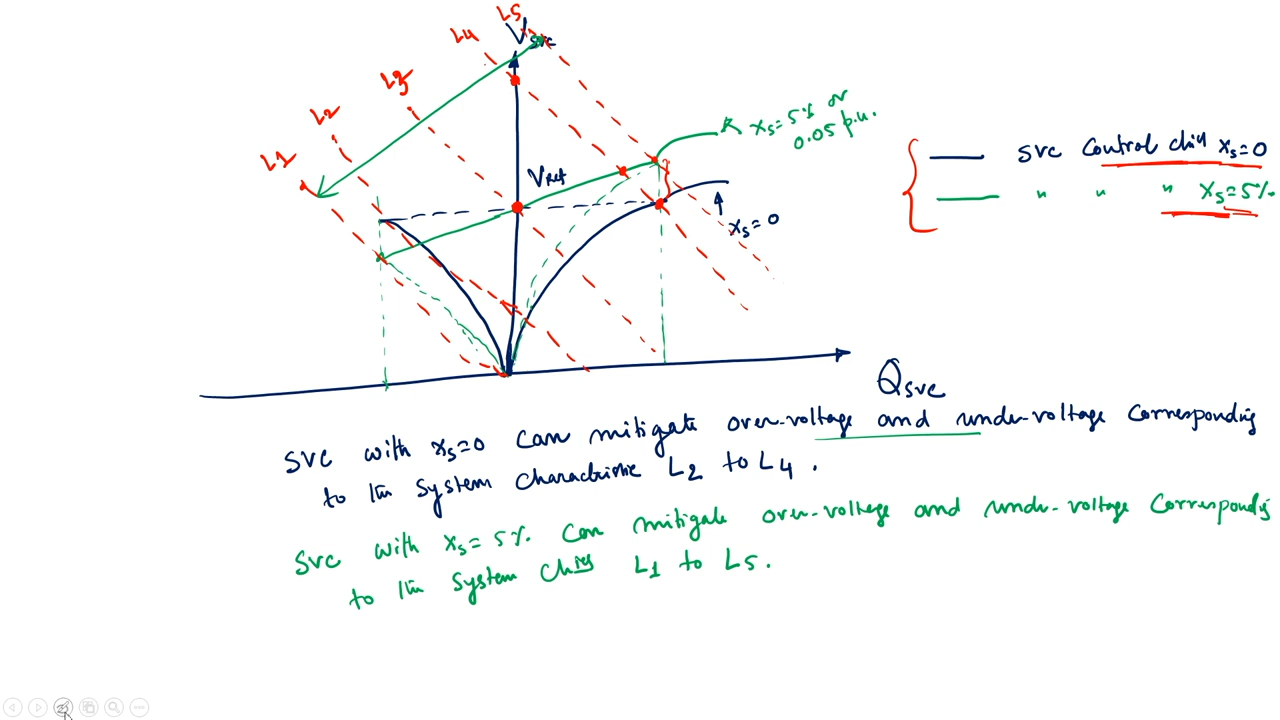 L5
L4
Vsvc
L3
L2
L1
Vref
Xs = 5% or
0.05 p.u.
Xs = 0
SVC Control chis Xs = 0
" " " Xs = 5%
Qsvc
SVC with Xs=0 can mitigate over-voltage and under-voltage corresponding
to the system characteristic L2 to L4.
SVC with Xs = 5% can mitigate over-voltage and under-voltage corresponding
to the system L1 to L5.